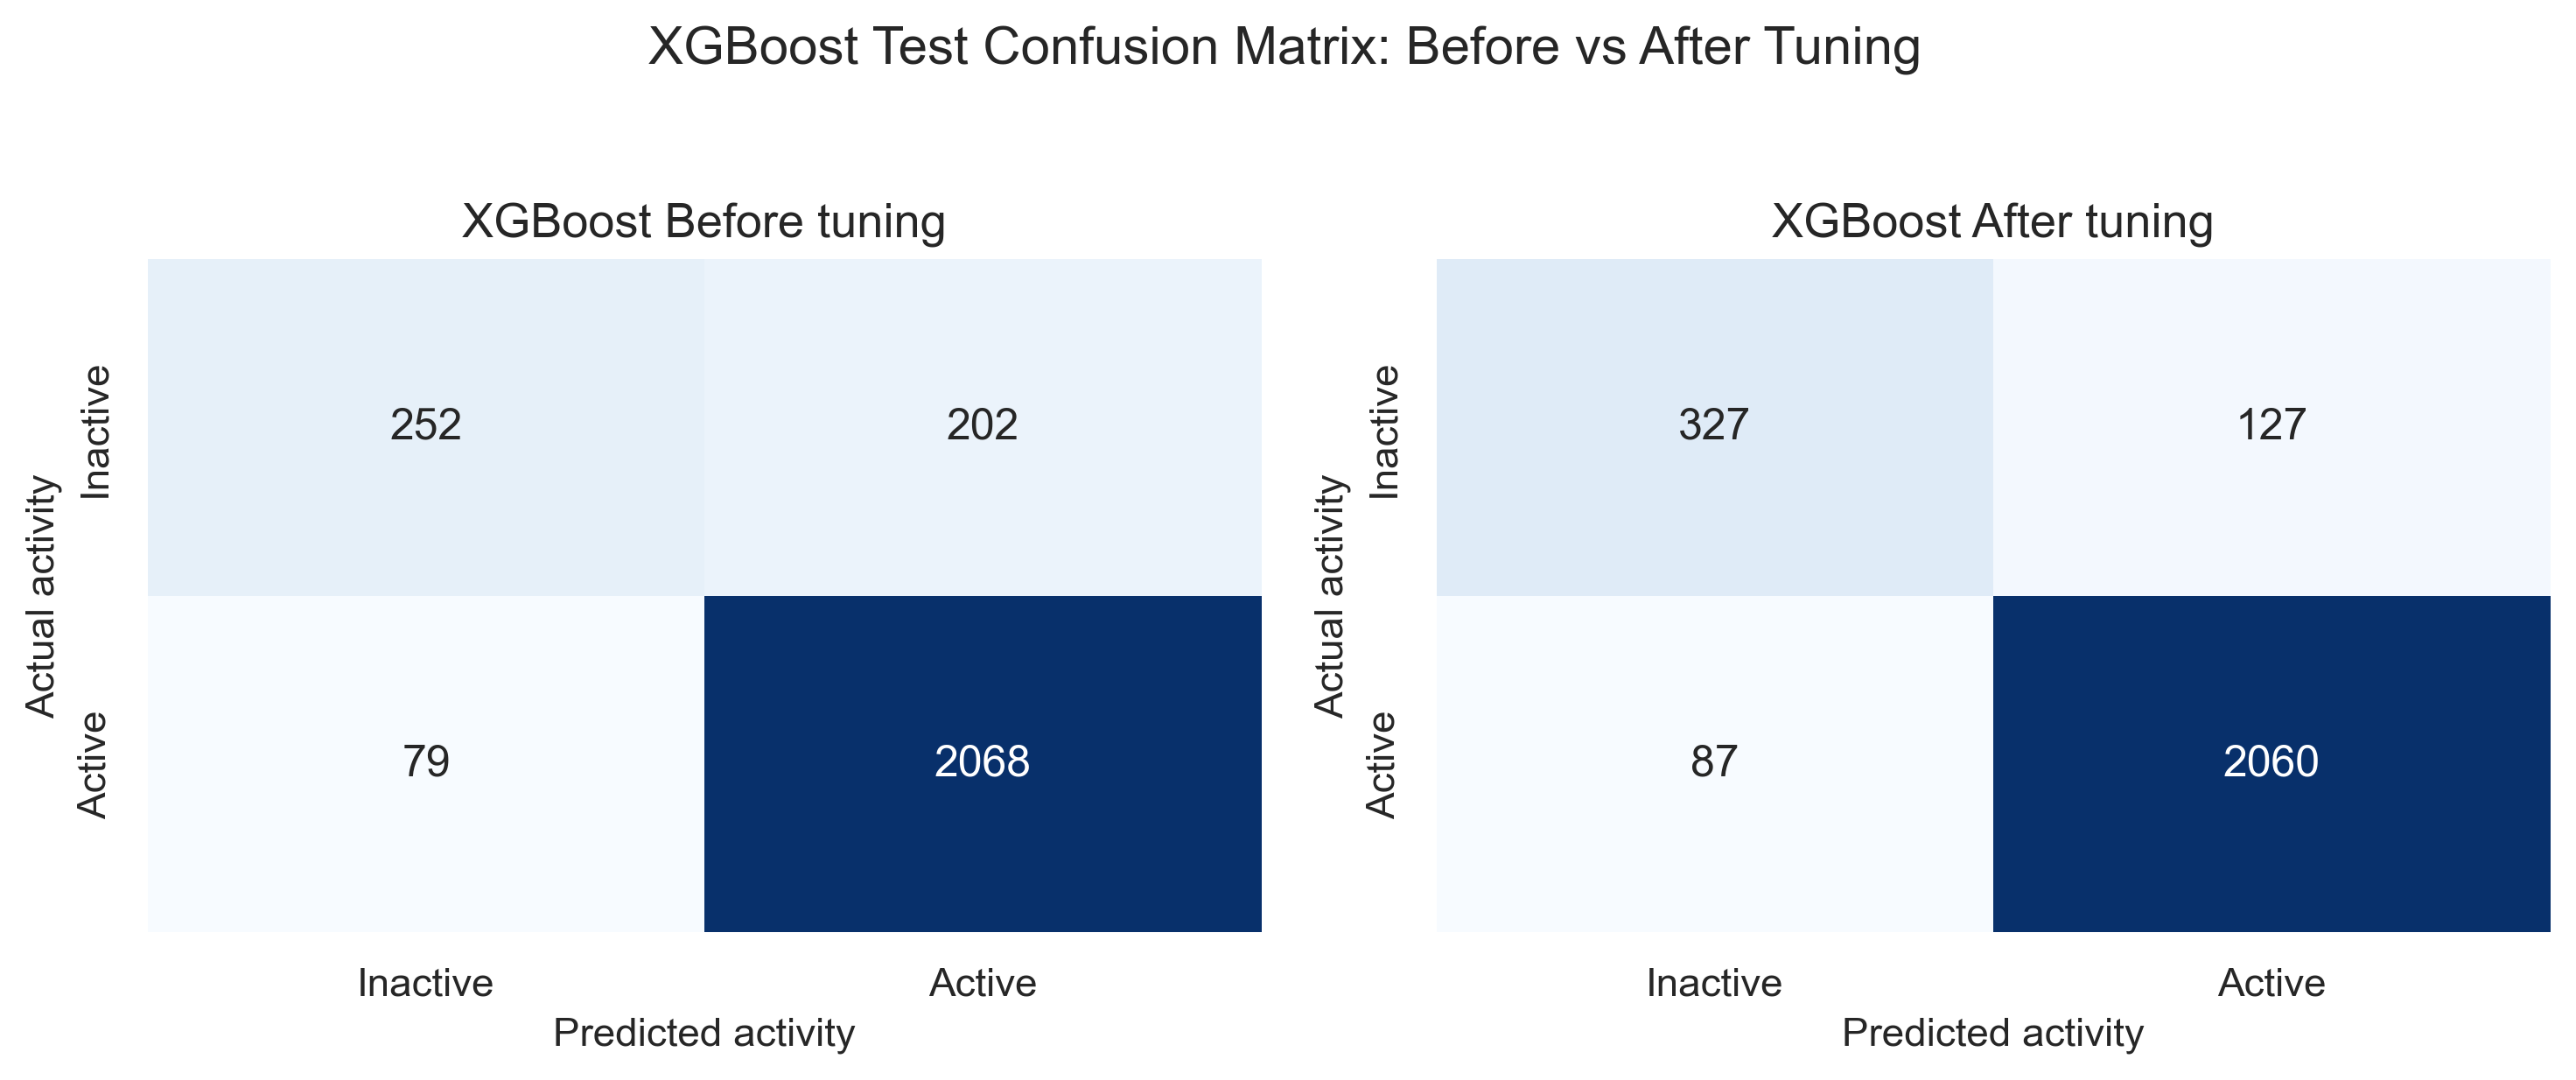 XGBoost Test Confusion Matrix: Before vs After Tuning
XGBoost Before tuning
Actual activity
Inactive
Active
252
202
79
2068
Inactive
Active
Predicted activity
XGBoost After tuning
Actual activity
Inactive
Active
327
127
87
2060
Inactive
Active
Predicted activity